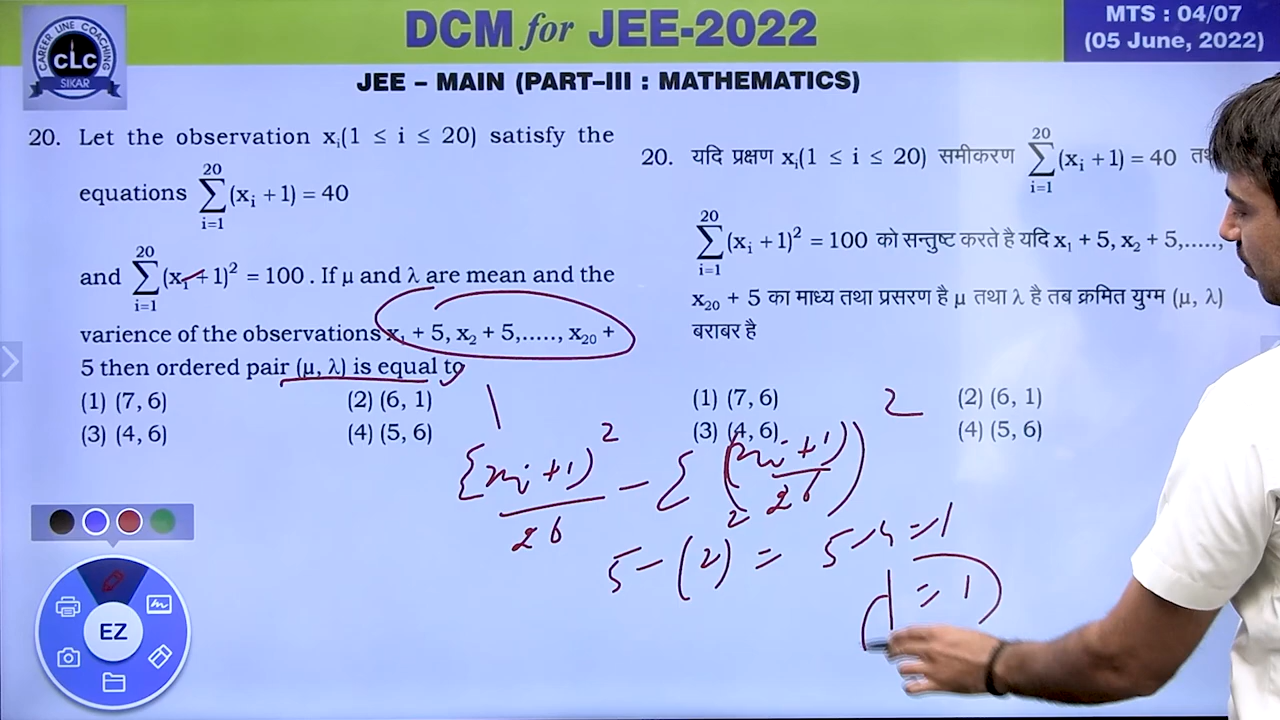 DCM for JEE-2022
MTS : 04/07
(05 June, 2022)
CAREER LINE COACHING
CLC
SIKAR
JEE – MAIN (PART–III : MATHEMATICS)
20. Let the observation xᵢ(1 ≤ i ≤ 20) satisfy the
equations ∑_{i=1}^{20} (xᵢ + 1) = 40
and ∑_{i=1}^{20} (xᵢ + 1)² = 100. If μ and λ are mean and the
varience of the observations x₁ + 5, x₂ + 5,....., x₂₀ +
5 then ordered pair (μ, λ) is equal to
(1) (7, 6) (2) (6, 1)
(3) (4, 6) (4) (5, 6)
20. यदि प्रक्षण xᵢ(1 ≤ i ≤ 20) समीकरण ∑_{i=1}^{20} (xᵢ + 1) = 40
∑_{i=1}^{20} (xᵢ + 1)² = 100 को सन्तुष्ट करते है यदि x₁ + 5, x₂ + 5,.....,
x₂₀ + 5 का माध्य तथा प्रसरण है μ तथा λ है तब क्रमित युग्म (μ, λ)
बराबर है
(1) (7, 6) (2) (6, 1)
(3) (4, 6) (4) (5, 6)
5 – (2)² = 5 – 4 = 1
= 1
EZ